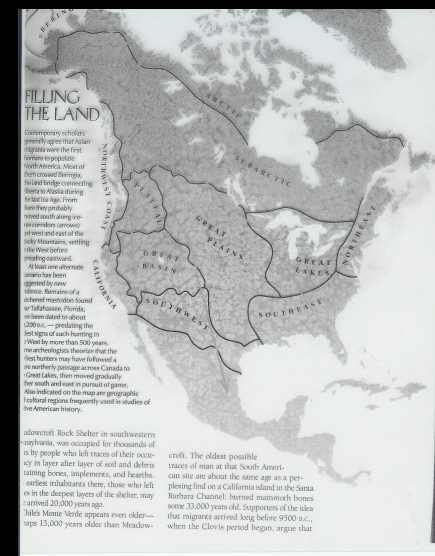 BERING
FILLING
THE LAND
Contemporary scholars
generally agree that Asian
migrants were the first
humans to populate
North America. Most of
them crossed Beringia,
the land bridge connecting
Siberia to Alaska during
the last Ice Age. From
here they probably
moved south along ice-
free corridors (arrows)
just west and east of the
Rocky Mountains, settling
the West before
spreading eastward.
At least one alternate
scenario has been
suggested by new
evidence. Remains of a
butchered mastodon found
near Tallahassee, Florida,
have been dated to about
,200 B.C. — predating the
best signs of such hunting in
the West by more than 500 years.
Some archeologists theorize that the
earliest hunters may have followed a
more northerly passage across Canada to
the Great Lakes, then moved gradually
farther south and east in pursuit of game.
Also indicated on the map are geographic
and cultural regions frequently used in studies of
Native American history.
ARCTIC
SUBARCTIC
NORTHWEST COAST
PLATEAU
GREAT
PLAINS
GREAT
BASIN
CALIFORNIA
SOUTHWEST
GREAT
LAKES
NORTHEAST
SOUTHEAST
adowcroft Rock Shelter in southwestern
nsylvania, was occupied for thousands of
rs by people who left traces of their occu-
cy in layer after layer of soil and debris
taining bones, implements, and hearths.
earliest inhabitants there, those who left
es in the deepest layers of the shelter, may
arrived 20,000 years ago.
Chile's Monte Verde appears even older—
haps 13,000 years older than Meadow-
croft. The oldest possible
traces of man at that South Ameri-
can site are about the same age as a per-
plexing find on a California island in the Santa
Barbara Channel: burned mammoth bones
some 33,000 years old. Supporters of the idea
that migrants arrived long before 9500 B.C.,
when the Clovis period began, argue that